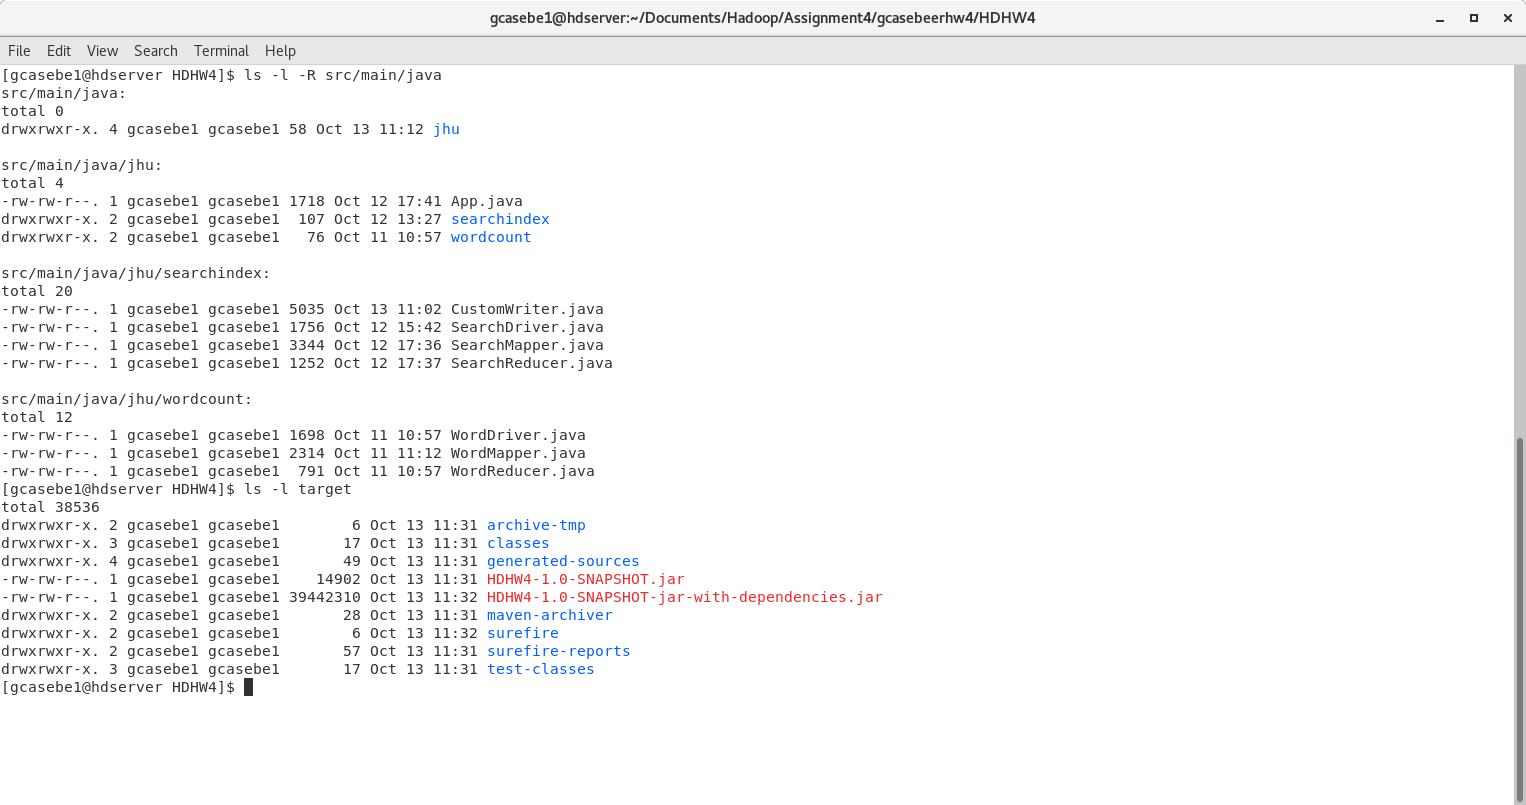 gcasebe1@hdserver:~/Documents/Hadoop/Assignment4/gcasebeerhw4/HDHW4
File Edit View Search Terminal Help
[gcasebe1@hdserver HDHW4]$ ls -l -R src/main/java
src/main/java:
total 0
drwxrwxr-x. 4 gcasebe1 gcasebe1 58 Oct 13 11:12 jhu

src/main/java/jhu:
total 4
-rw-rw-r--. 1 gcasebe1 gcasebe1 1718 Oct 12 17:41 App.java
drwxrwxr-x. 2 gcasebe1 gcasebe1  107 Oct 12 13:27 searchindex
drwxrwxr-x. 2 gcasebe1 gcasebe1   76 Oct 11 10:57 wordcount

src/main/java/jhu/searchindex:
total 20
-rw-rw-r--. 1 gcasebe1 gcasebe1 5035 Oct 13 11:02 CustomWriter.java
-rw-rw-r--. 1 gcasebe1 gcasebe1 1756 Oct 12 15:42 SearchDriver.java
-rw-rw-r--. 1 gcasebe1 gcasebe1 3344 Oct 12 17:36 SearchMapper.java
-rw-rw-r--. 1 gcasebe1 gcasebe1 1252 Oct 12 17:37 SearchReducer.java

src/main/java/jhu/wordcount:
total 12
-rw-rw-r--. 1 gcasebe1 gcasebe1 1698 Oct 11 10:57 WordDriver.java
-rw-rw-r--. 1 gcasebe1 gcasebe1 2314 Oct 11 11:12 WordMapper.java
-rw-rw-r--. 1 gcasebe1 gcasebe1  791 Oct 11 10:57 WordReducer.java
[gcasebe1@hdserver HDHW4]$ ls -l target
total 38536
drwxrwxr-x. 2 gcasebe1 gcasebe1        6 Oct 13 11:31 archive-tmp
drwxrwxr-x. 3 gcasebe1 gcasebe1       17 Oct 13 11:31 classes
drwxrwxr-x. 4 gcasebe1 gcasebe1       49 Oct 13 11:31 generated-sources
-rw-rw-r--. 1 gcasebe1 gcasebe1    14902 Oct 13 11:31 HDHW4-1.0-SNAPSHOT.jar
-rw-rw-r--. 1 gcasebe1 gcasebe1 39442310 Oct 13 11:32 HDHW4-1.0-SNAPSHOT-jar-with-dependencies.jar
drwxrwxr-x. 2 gcasebe1 gcasebe1       28 Oct 13 11:31 maven-archiver
drwxrwxr-x. 2 gcasebe1 gcasebe1        6 Oct 13 11:32 surefire
drwxrwxr-x. 2 gcasebe1 gcasebe1       57 Oct 13 11:31 surefire-reports
drwxrwxr-x. 3 gcasebe1 gcasebe1       17 Oct 13 11:31 test-classes
[gcasebe1@hdserver HDHW4]$